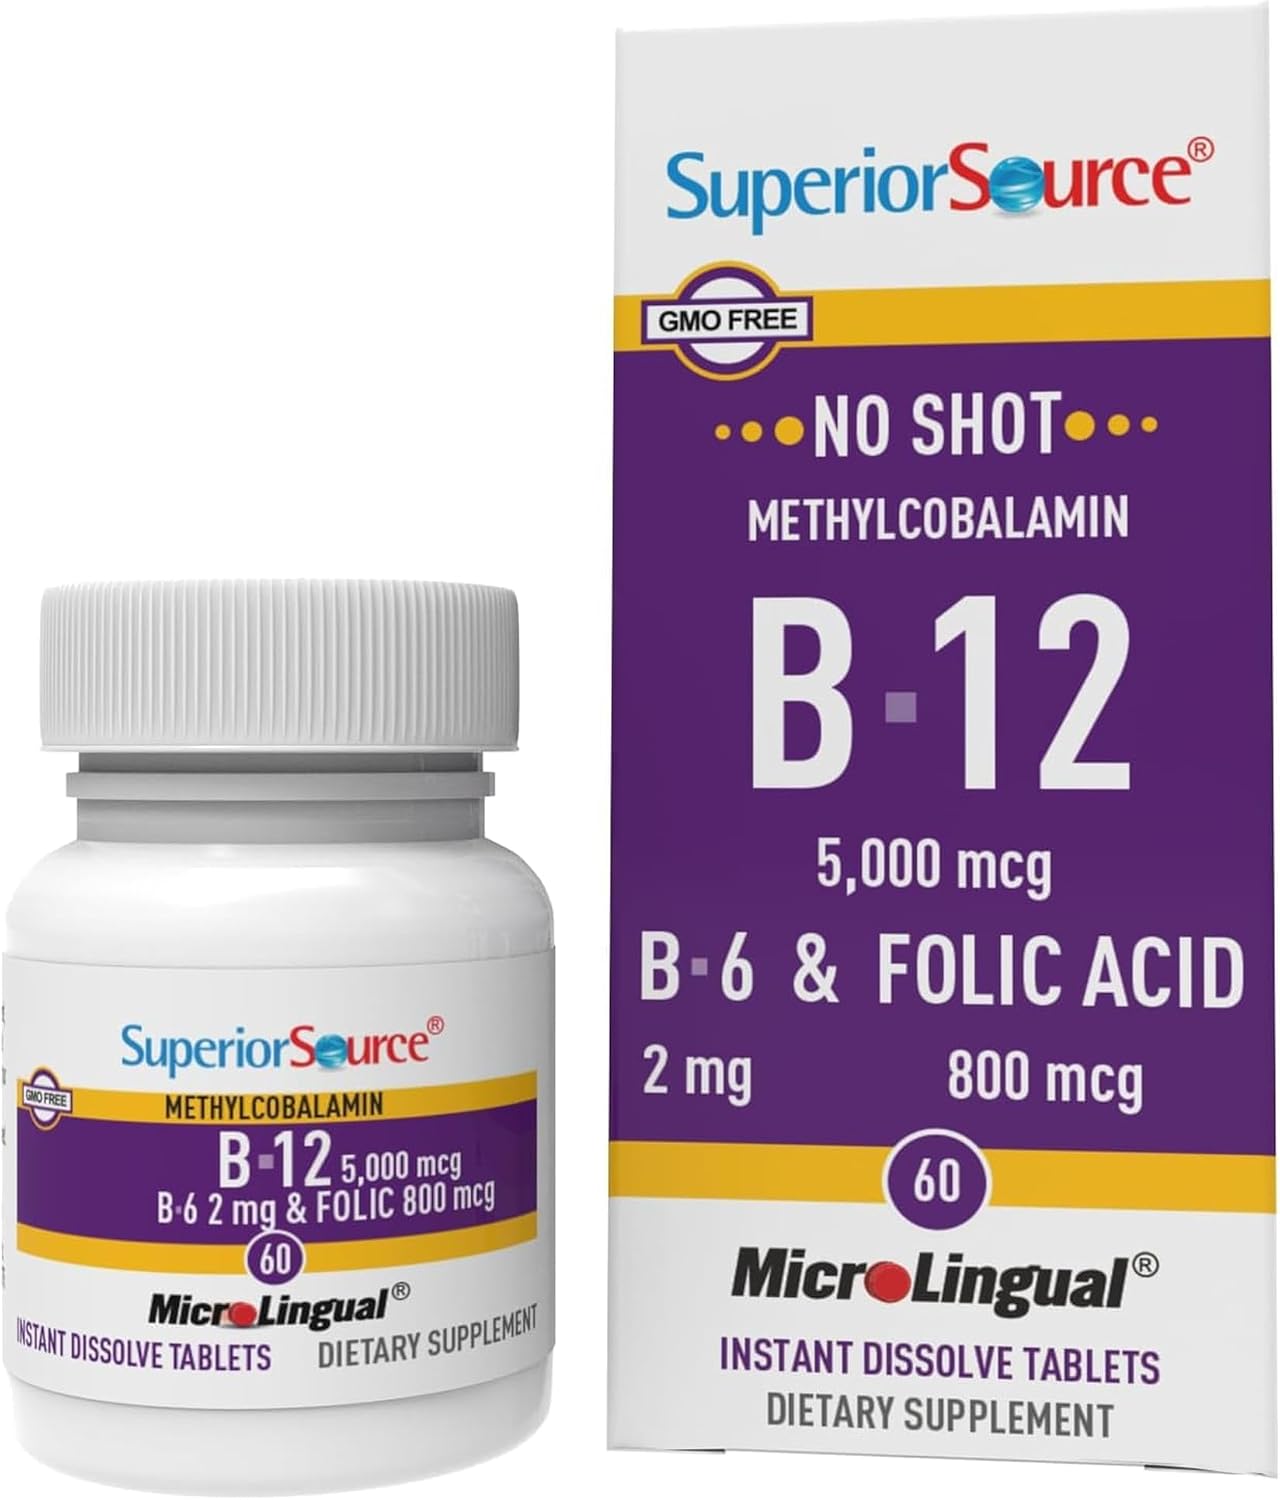 SuperiorSource®
GMO FREE
NO SHOT
METHYLCOBALAMIN
B-12
5,000 mcg
B-6 & FOLIC ACID
2 mg 800 mcg
60
MicroLingual®
INSTANT DISSOLVE TABLETS
DIETARY SUPPLEMENT
SuperiorSource®
GMO FREE
METHYLCOBALAMIN
B-12 5,000 mcg
B-6 2 mg & FOLIC 800 mcg
60
MicroLingual®
INSTANT DISSOLVE TABLETS DIETARY SUPPLEMENT